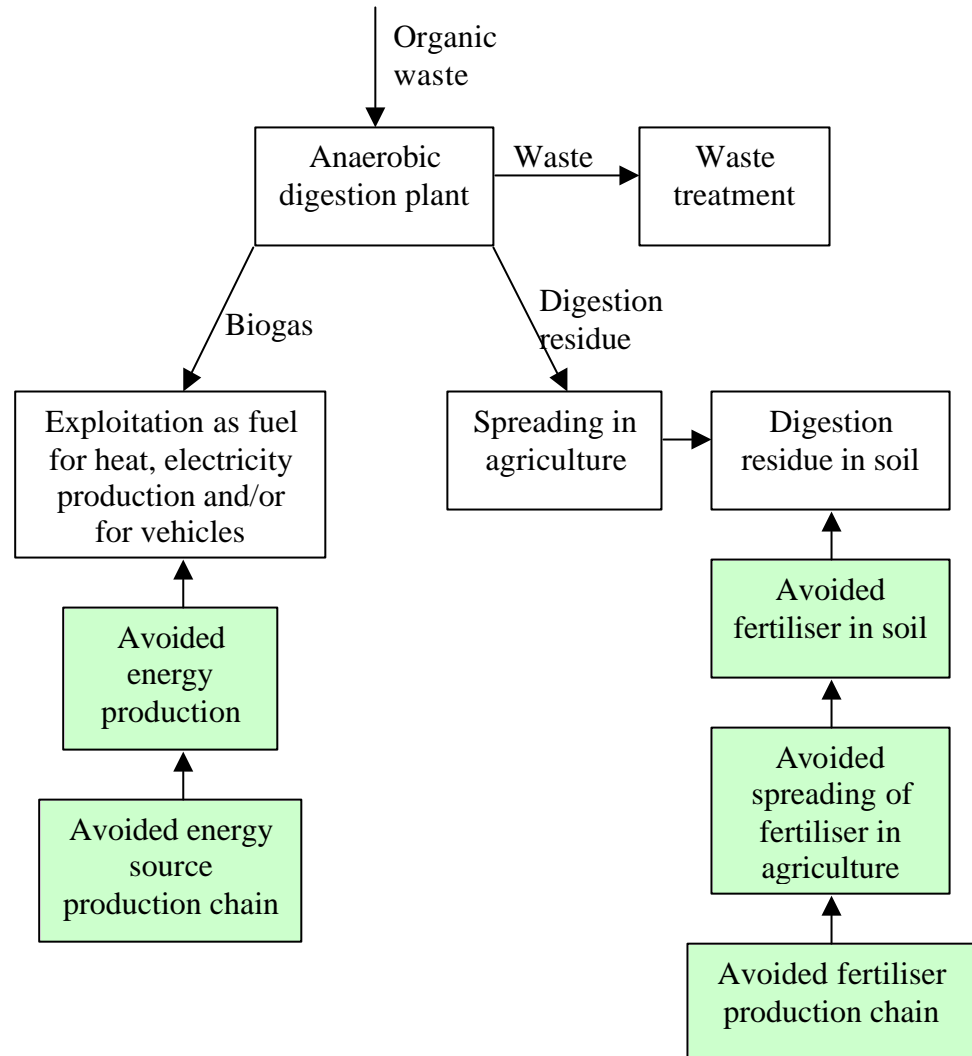 Organic
waste
Anaerobic
digestion plant
Waste
Waste
treatment
Biogas
Digestion
residue
Exploitation as fuel
for heat, electricity
production and/or
for vehicles
Spreading in
agriculture
Digestion
residue in soil
Avoided
energy
production
Avoided
fertiliser in soil
Avoided energy
source
production chain
Avoided
spreading of
fertiliser in
agriculture
Avoided fertiliser
production chain